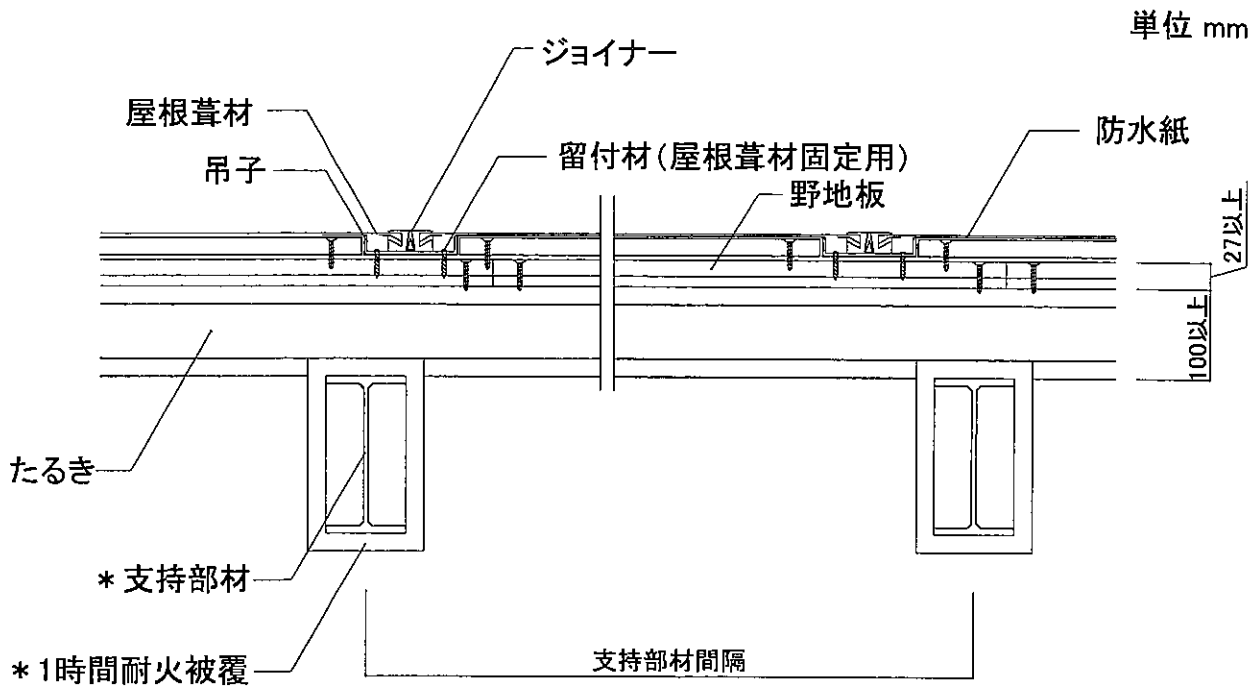 単位 mm
ジョイナー
屋根葺材
防水紙
留付材(屋根葺材固定用)
吊子
野地板
27以上
100以上
たるき
*支持部材
支持部材間隔
*1時間耐火被覆